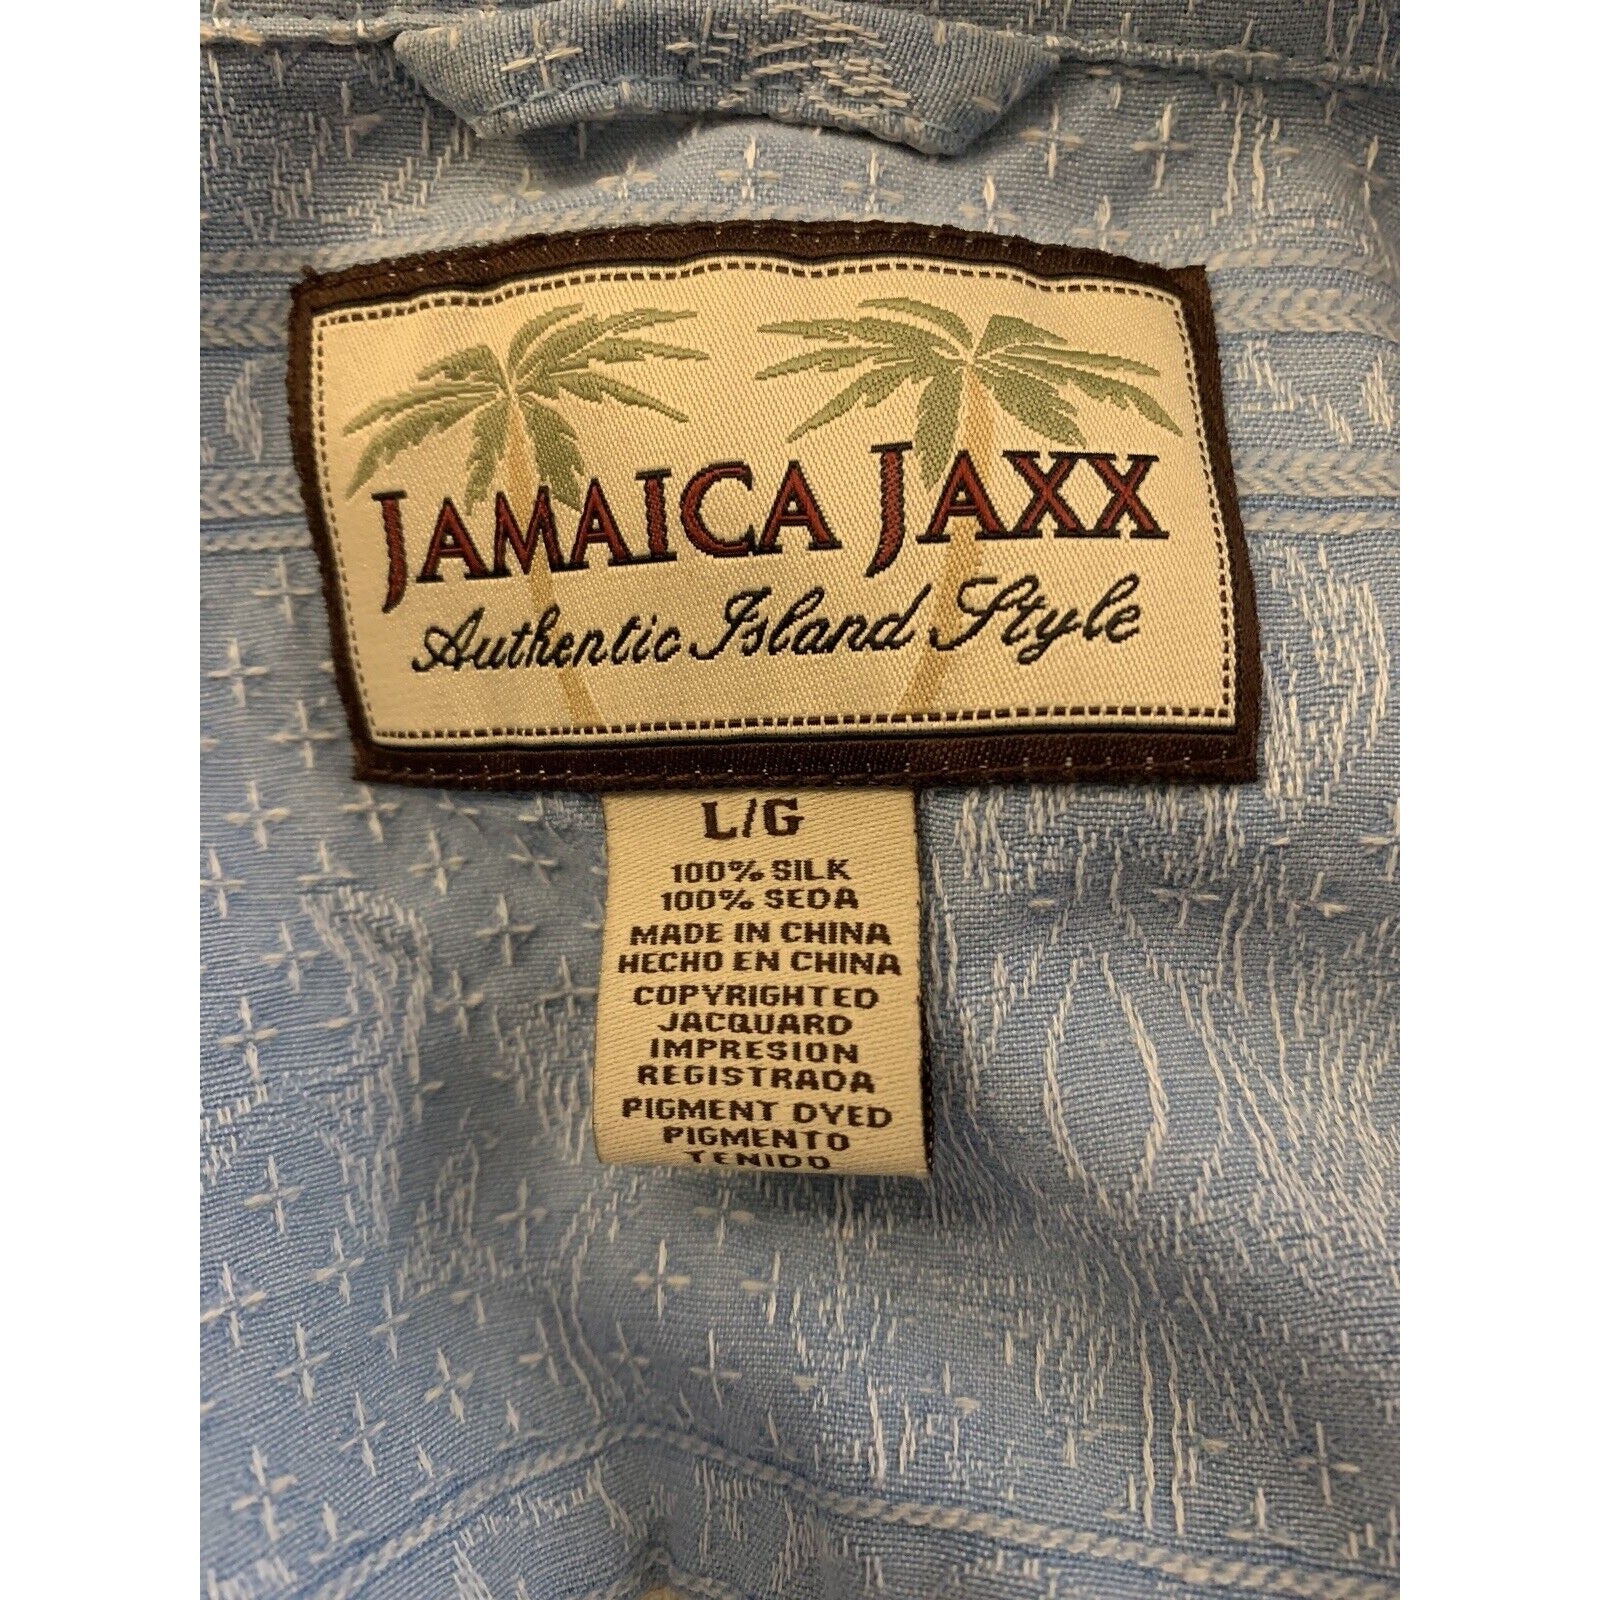 JAMAICA JAXX
Authentic Island Style
L/G
100% SILK
100% SEDA
MADE IN CHINA
HECHO EN CHINA
COPYRIGHTED
JACQUARD
IMPRESION
REGISTRADA
PIGMENT DYED
PIGMENTO
TENIDO